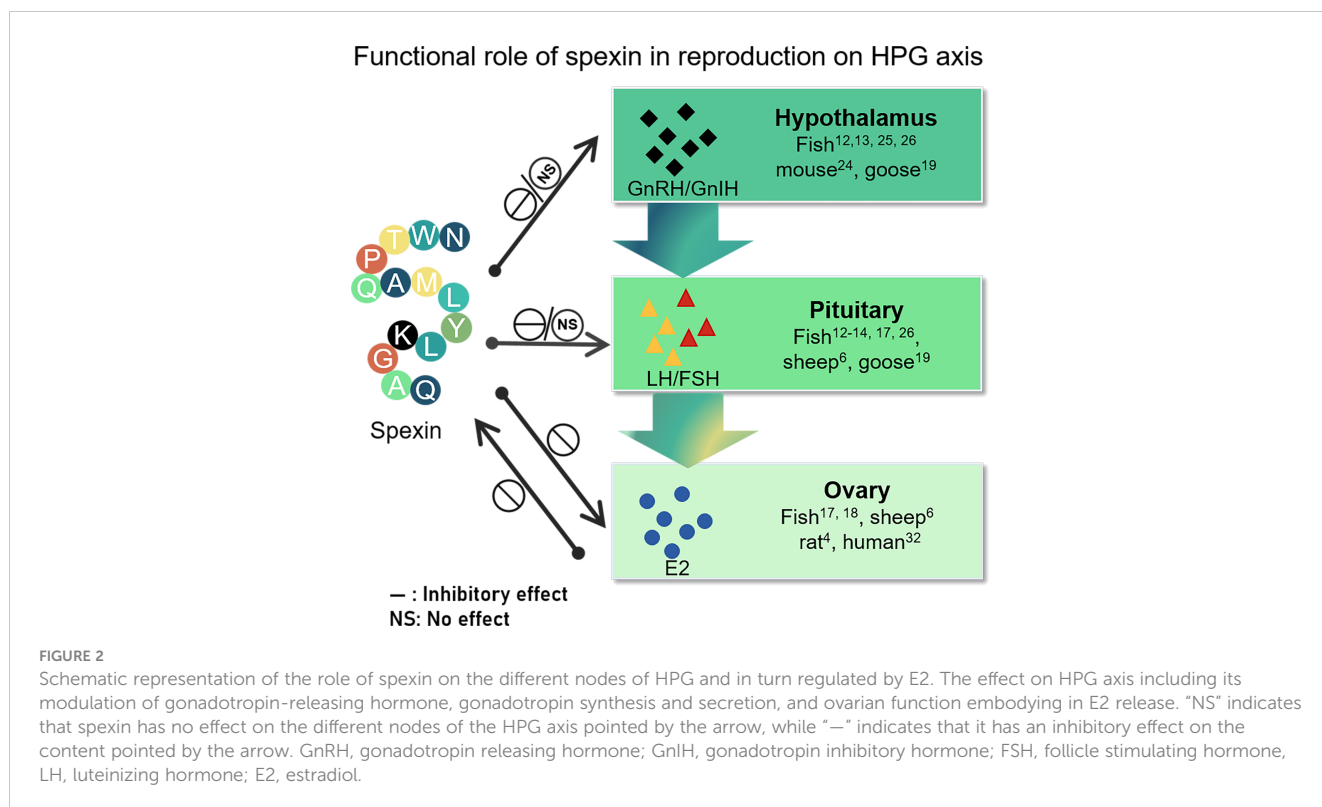 Functional role of spexin in reproduction on HPG axis
Hypothalamus
Fish12,13, 25, 26
mouse24, goose19
GnRH/GnIH
NS
T W N
P
Q A M
L
K L Y
G
A Q
Spexin
NS
Pituitary
Fish12-14, 17, 26,
sheep6, goose19
LH/FSH
Ovary
Fish17, 18, sheep6
rat4, human32
E2
— : Inhibitory effect
NS: No effect
FIGURE 2
Schematic representation of the role of spexin on the different nodes of HPG and in turn regulated by E2. The effect on HPG axis including its
modulation of gonadotropin-releasing hormone, gonadotropin synthesis and secretion, and ovarian function embodying in E2 release. “NS” indicates
that spexin has no effect on the different nodes of the HPG axis pointed by the arrow, while “—” indicates that it has an inhibitory effect on the
content pointed by the arrow. GnRH, gonadotropin releasing hormone; GnIH, gonadotropin inhibitory hormone; FSH, follicle stimulating hormone,
LH, luteinizing hormone; E2, estradiol.